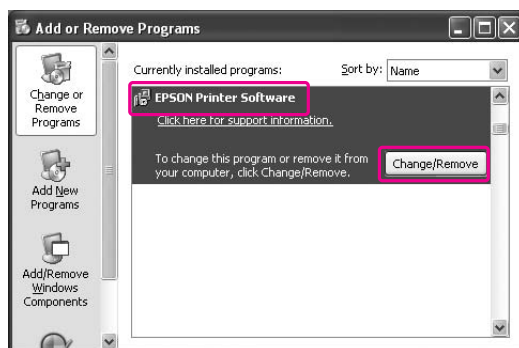 Add or Remove Programs
Change or
Remove
Programs
Add New
Programs
Add/Remove
Windows
Components
Currently installed programs:
Sort by: Name
EPSON Printer Software
Click here for support information.
To change this program or remove it from
your computer, click Change/Remove.
Change/Remove